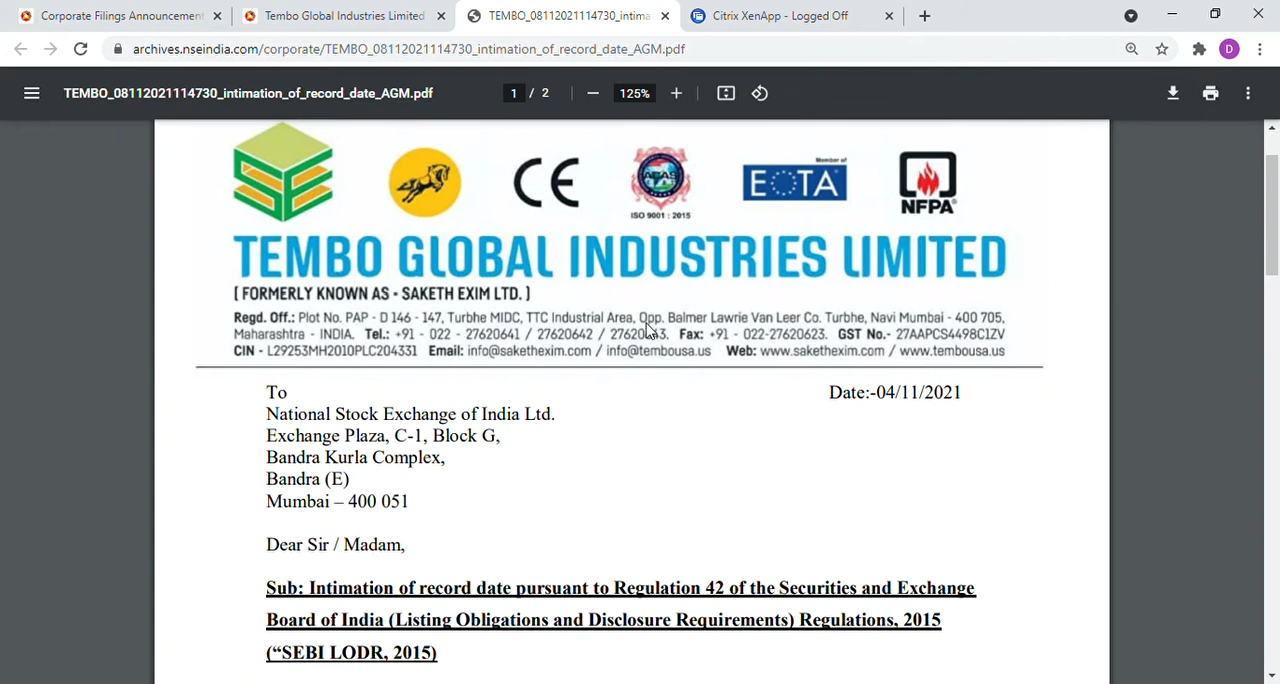 Corporate Filings Announcement
Tembo Global Industries Limited
TEMBO_08112021114730_intima
Citrix XenApp - Logged Off
archives.nseindia.com/corporate/TEMBO_08112021114730_intimation_of_record_date_AGM.pdf
D
TEMBO_08112021114730_intimation_of_record_date_AGM.pdf
1 / 2
125%
CE
ISO 9001 : 2015
Member of
EOTA
NFPA
TEMBO GLOBAL INDUSTRIES LIMITED
[ FORMERLY KNOWN AS - SAKETH EXIM LTD. ]
Regd. Off.: Plot No. PAP - D 146 - 147, Turbhe MIDC, TTC Industrial Area, Opp. Balmer Lawrie Van Leer Co. Turbhe, Navi Mumbai - 400 705,
Maharashtra - INDIA. Tel.: +91 - 022 - 27620641 / 27620642 / Fax: +91 - 022-27620623. GST No.- 27AAPCS4498C1ZV
CIN - L29253MH2010PLC204331 Email: info@sakethexim.com / info@tembousa.us Web: www.sakethexim.com / www.tembousa.us
To Date:-04/11/2021
National Stock Exchange of India Ltd.
Exchange Plaza, C-1, Block G,
Bandra Kurla Complex,
Bandra (E)
Mumbai – 400 051
Dear Sir / Madam,
Sub: Intimation of record date pursuant to Regulation 42 of the Securities and Exchange
Board of India (Listing Obligations and Disclosure Requirements) Regulations, 2015
(“SEBI LODR, 2015)